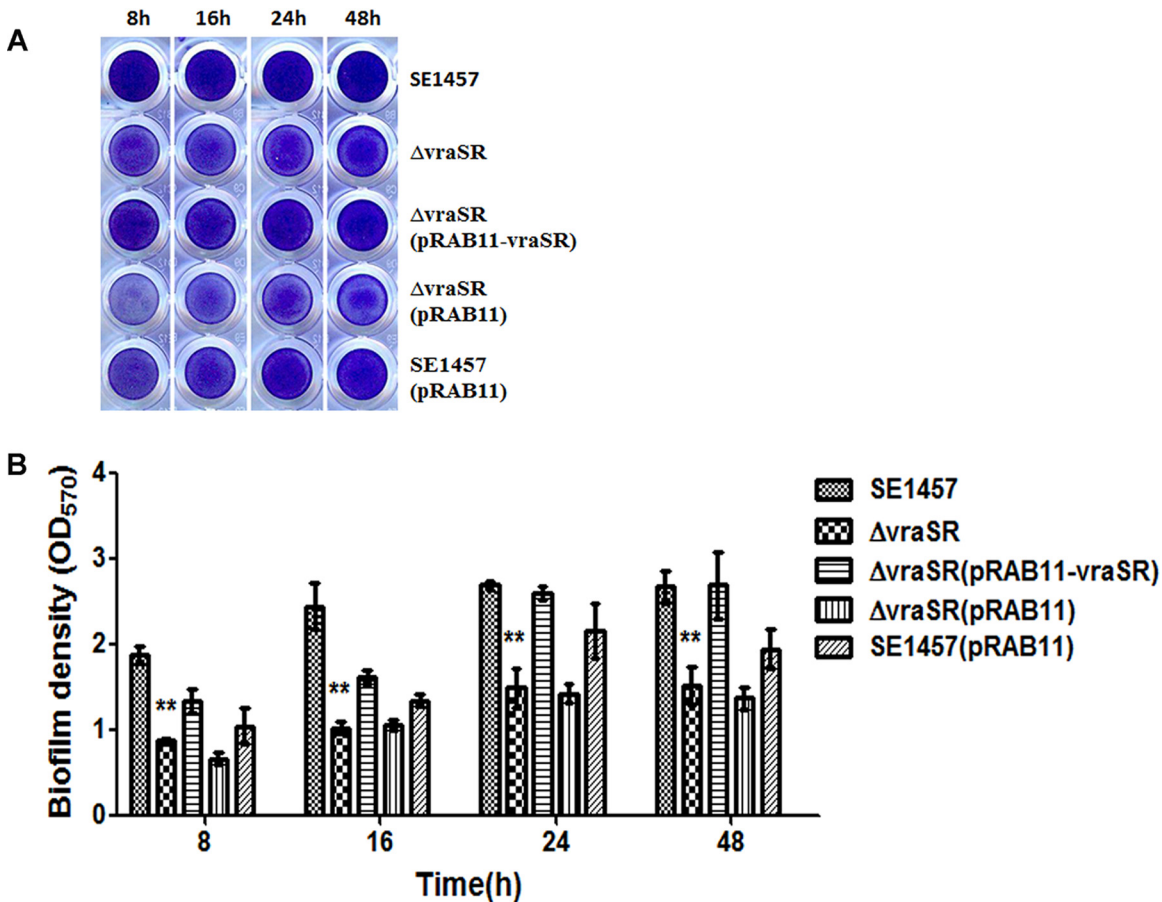 8h 16h 24h 48h
A
SE1457
ΔvraSR
ΔvraSR
(pRAB11-vraSR)
ΔvraSR
(pRAB11)
SE1457
(pRAB11)
B
Biofilm density (OD570)
4
3
2
1
0
** ** ** **
8 16 24 48
Time(h)
SE1457
ΔvraSR
ΔvraSR(pRAB11-vraSR)
ΔvraSR(pRAB11)
SE1457(pRAB11)